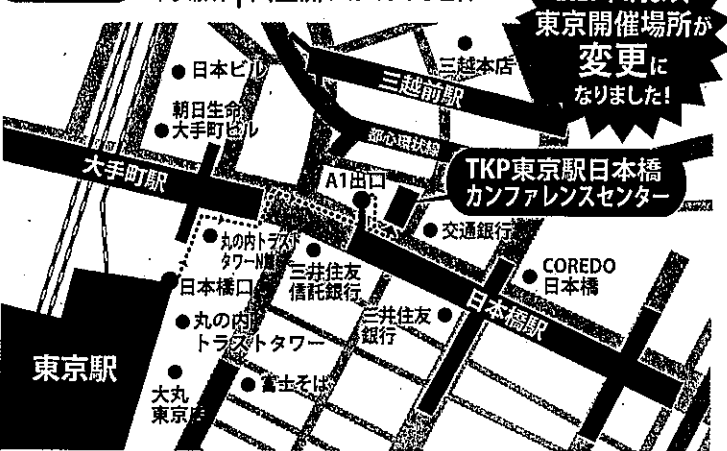 東京開催場所が
変更に
なりました!
三越本店
日本ビル
三越前駅
朝日生命
大手町ビル
都心環状線
大手町駅
A1出口
TKP東京駅日本橋
カンファレンスセンター
交通銀行
丸の内トラスト
タワーN館
三井住友
信託銀行
COREDO
日本橋
日本橋口
日本橋駅
三井住友
銀行
丸の内
トラストタワー
東京駅
富士そば
大丸
東京店